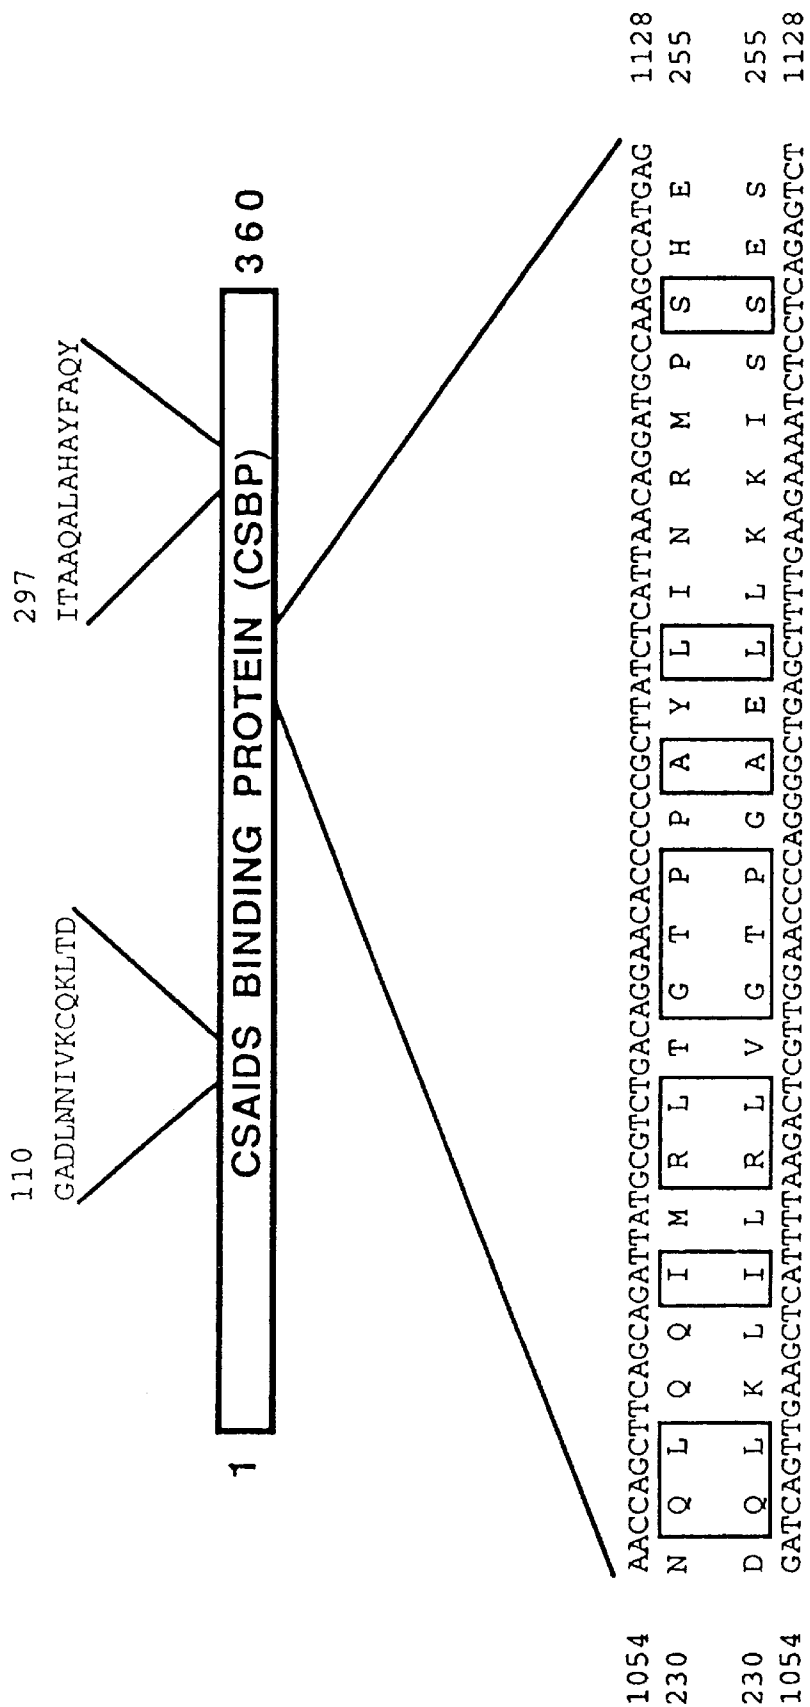 110
GADLNNIVKCQKLTD
297
ITAAQALAHAYFAQY
1 CSAIDS BINDING PROTEIN (CSBP) 360
1054 AACCAGCTTCAGCAGATTATGCGTCTGACAGGAACACCCCCCGCTTATCTCATTAACAGGATGCCAAGCCATGAG 1128
230 N Q L Q Q I M R L T G T P P A Y L I N R M P S H E 255
230 D Q L K L I L R L V G T P G A E L L K K I S S E S 255
1054 GATCAGTTGAAGCTCATTTTAAGACTCGTTGGAACCCCAGGGGCTGAGCTTTTGAAGAAAATCTCCTCAGAGTCT 1128